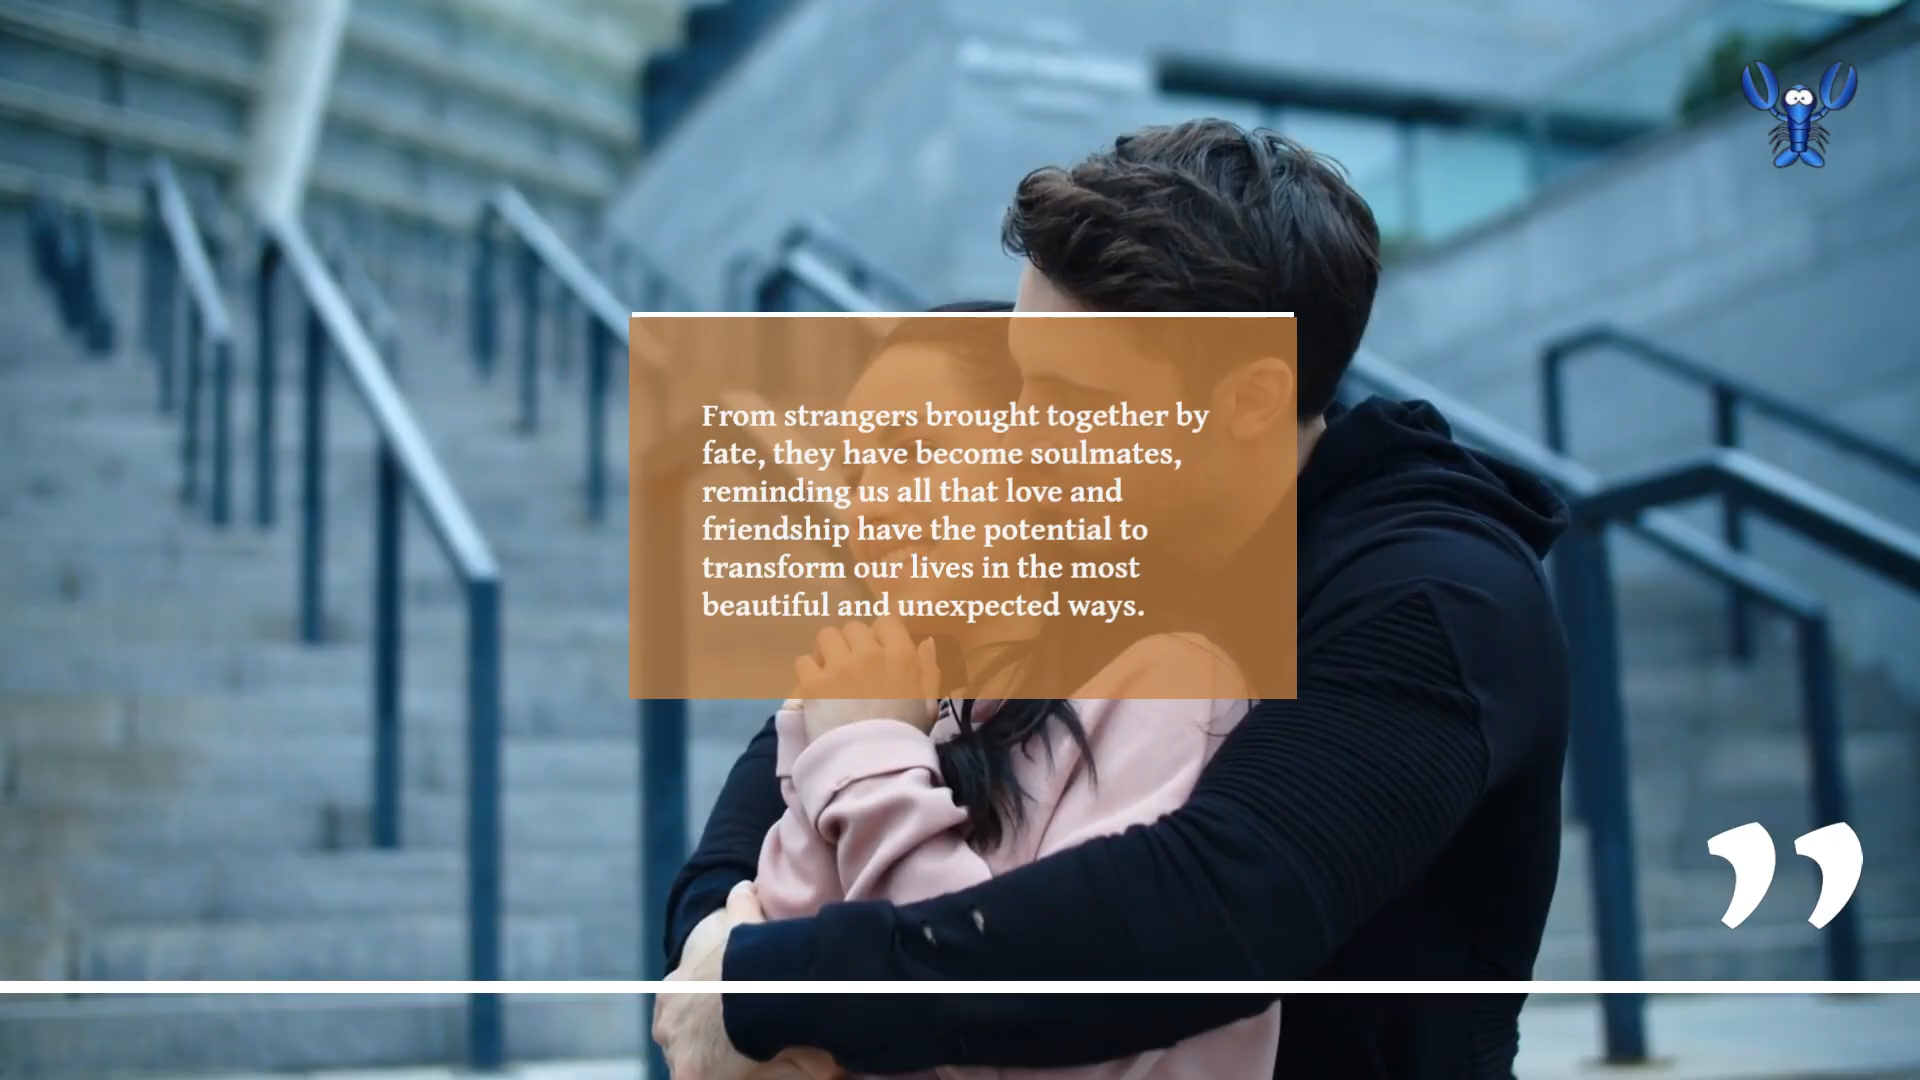 From strangers brought together by
fate, they have become soulmates,
reminding us all that love and
friendship have the potential to
transform our lives in the most
beautiful and unexpected ways.
”